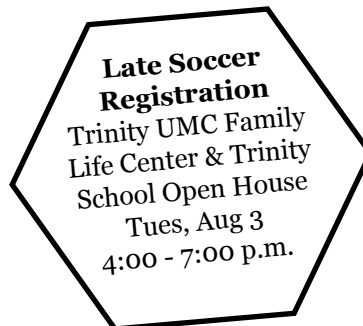 Late Soccer
Registration
Trinity UMC Family
Life Center & Trinity
School Open House
Tues, Aug 3
4:00 - 7:00 p.m.